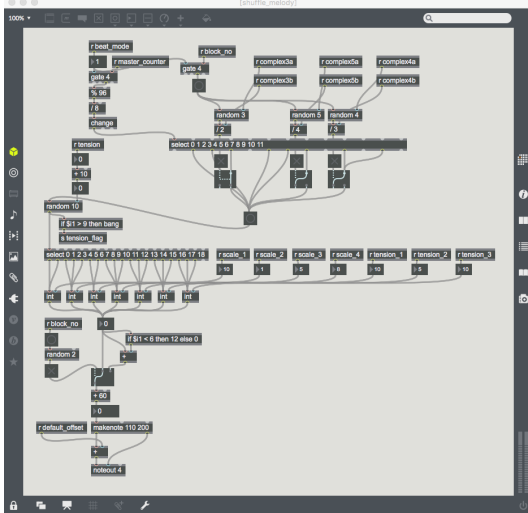 [shuffle_melody]
100%
r beat_mode
r block_no
1
r master_counter
r complex3a
r complex5a
r complex4a
gate 4
gate 4
r complex3b
r complex5b
r complex4b
% 96
/ 8
random 3
random 5
random 4
change
/ 2
/ 4
/ 3
r tension
select 0 1 2 3 4 5 6 7 8 9 10 11
0
+ 10
0
random 10
if $i1 > 9 then bang
s tension_flag
select 0 1 2 3 4 5 6 7 8 9 10 11 12 13 14 15 16 17 18
r scale_1
r scale_2
r scale_3
r scale_4
r tension_1
r tension_2
r tension_3
10
1
5
6
10
5
10
int
int
int
int
int
int
int
r block_no
0
if $i1 < 6 then 12 else 0
random 2
+
+ 60
0
r default_offset
makenote 110 200
+
noteout 4